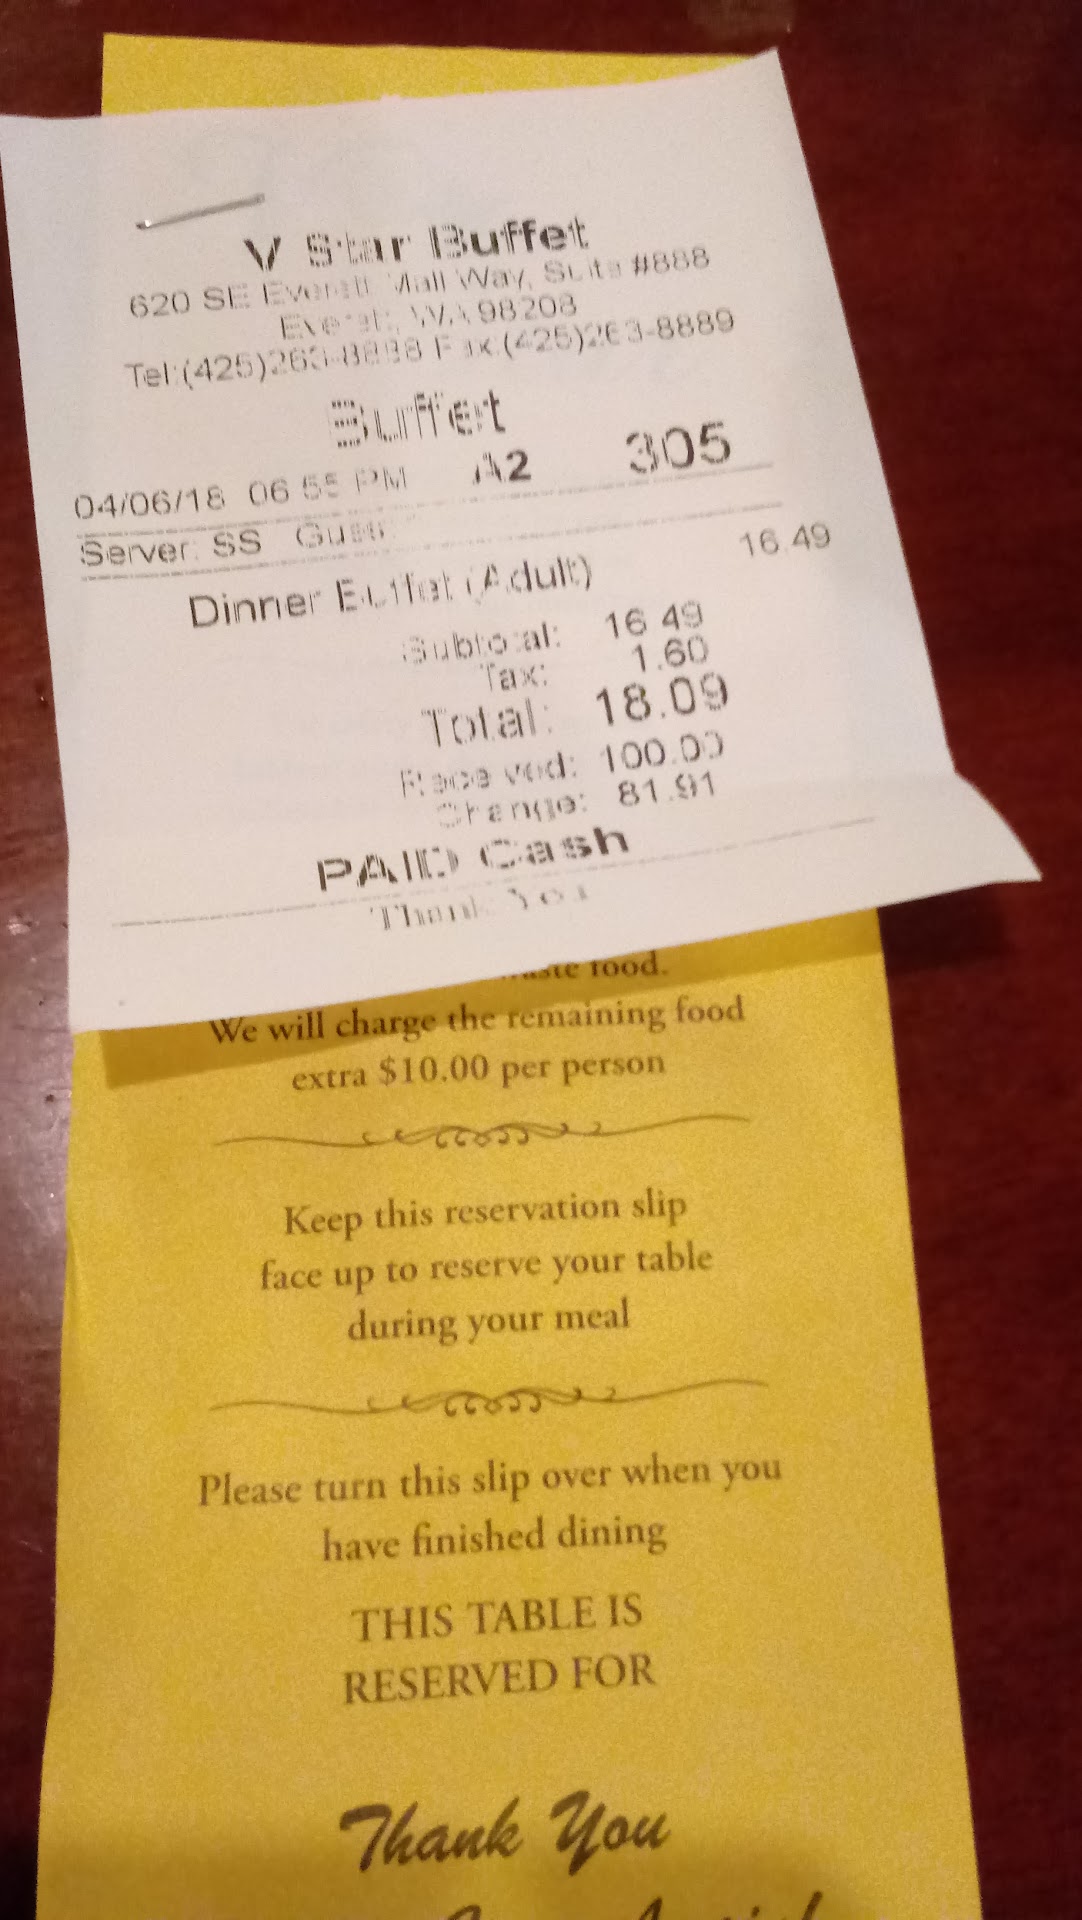 V Star Buffet
620 SE Everett Mall Way, Suite #888
Everett, WA 98208
Tel:(425)263-8888 Fax:(425)263-8889
Buffet
04/06/18 06:55 PM A2 305
Server: SS
Dinner Buffet (Adult) 16.49
Subtotal: 16.49
Tax: 1.60
Total: 18.09
Received: 100.00
Change: 81.91
PAID Cash
Thank You
food.
We will charge the remaining food
extra $10.00 per person
Keep this reservation slip
face up to reserve your table
during your meal
Please turn this slip over when you
have finished dining
THIS TABLE IS
RESERVED FOR
Thank You